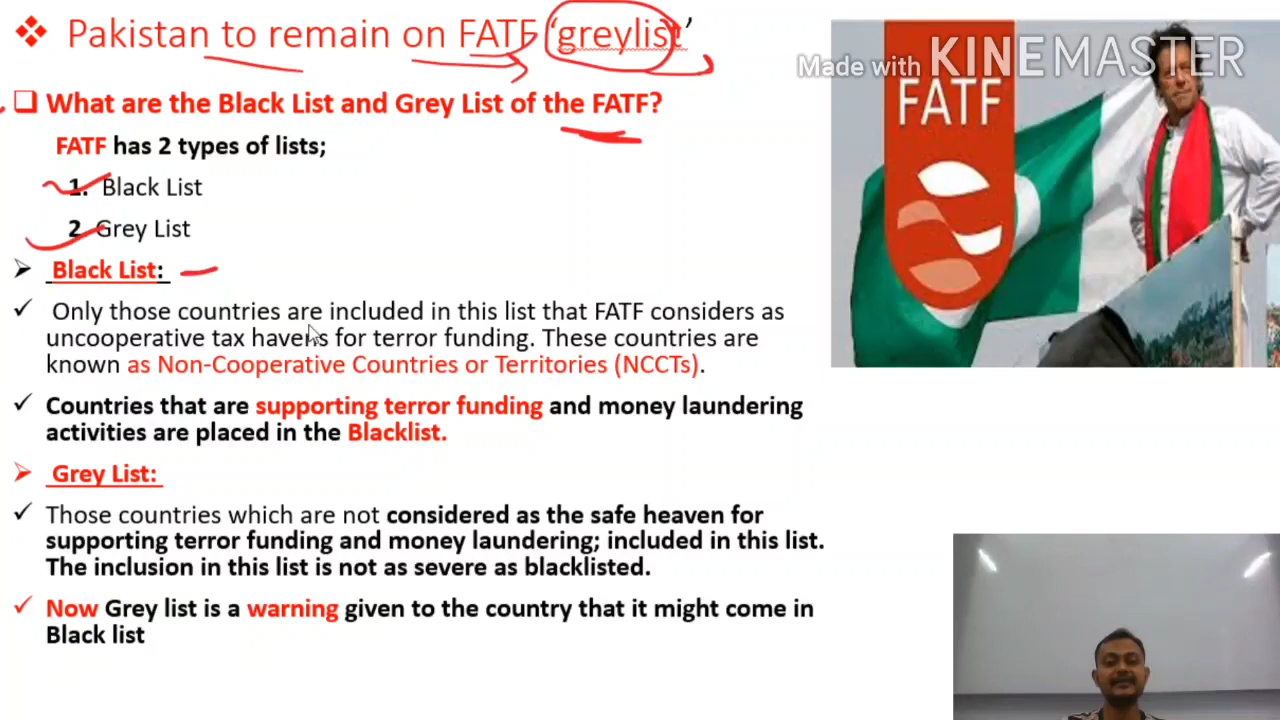 Pakistan to remain on FATF ‘greylist’
What are the Black List and Grey List of the FATF?
FATF has 2 types of lists;
1. Black List
2 Grey List
Black List:
Only those countries are included in this list that FATF considers as
uncooperative tax havens for terror funding. These countries are
known as Non-Cooperative Countries or Territories (NCCTs).
Countries that are supporting terror funding and money laundering
activities are placed in the Blacklist.
Grey List:
Those countries which are not considered as the safe heaven for
supporting terror funding and money laundering; included in this list.
The inclusion in this list is not as severe as blacklisted.
Now Grey list is a warning given to the country that it might come in
Black list
Made with KINEMASTER
FATF